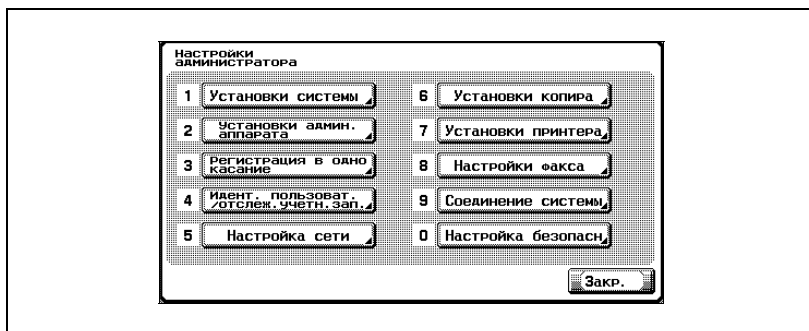 Настройки
администратора
1 Установки системы
2 Установки админ.
аппарата
3 Регистрация в одно
касание
4 Идент. пользоват.
/отслеж.учетн.зап.
5 Настройка сети
6 Установки копира
7 Установки принтера
8 Настройки факса
9 Соединение системы
0 Настройка безопасн
Закр.